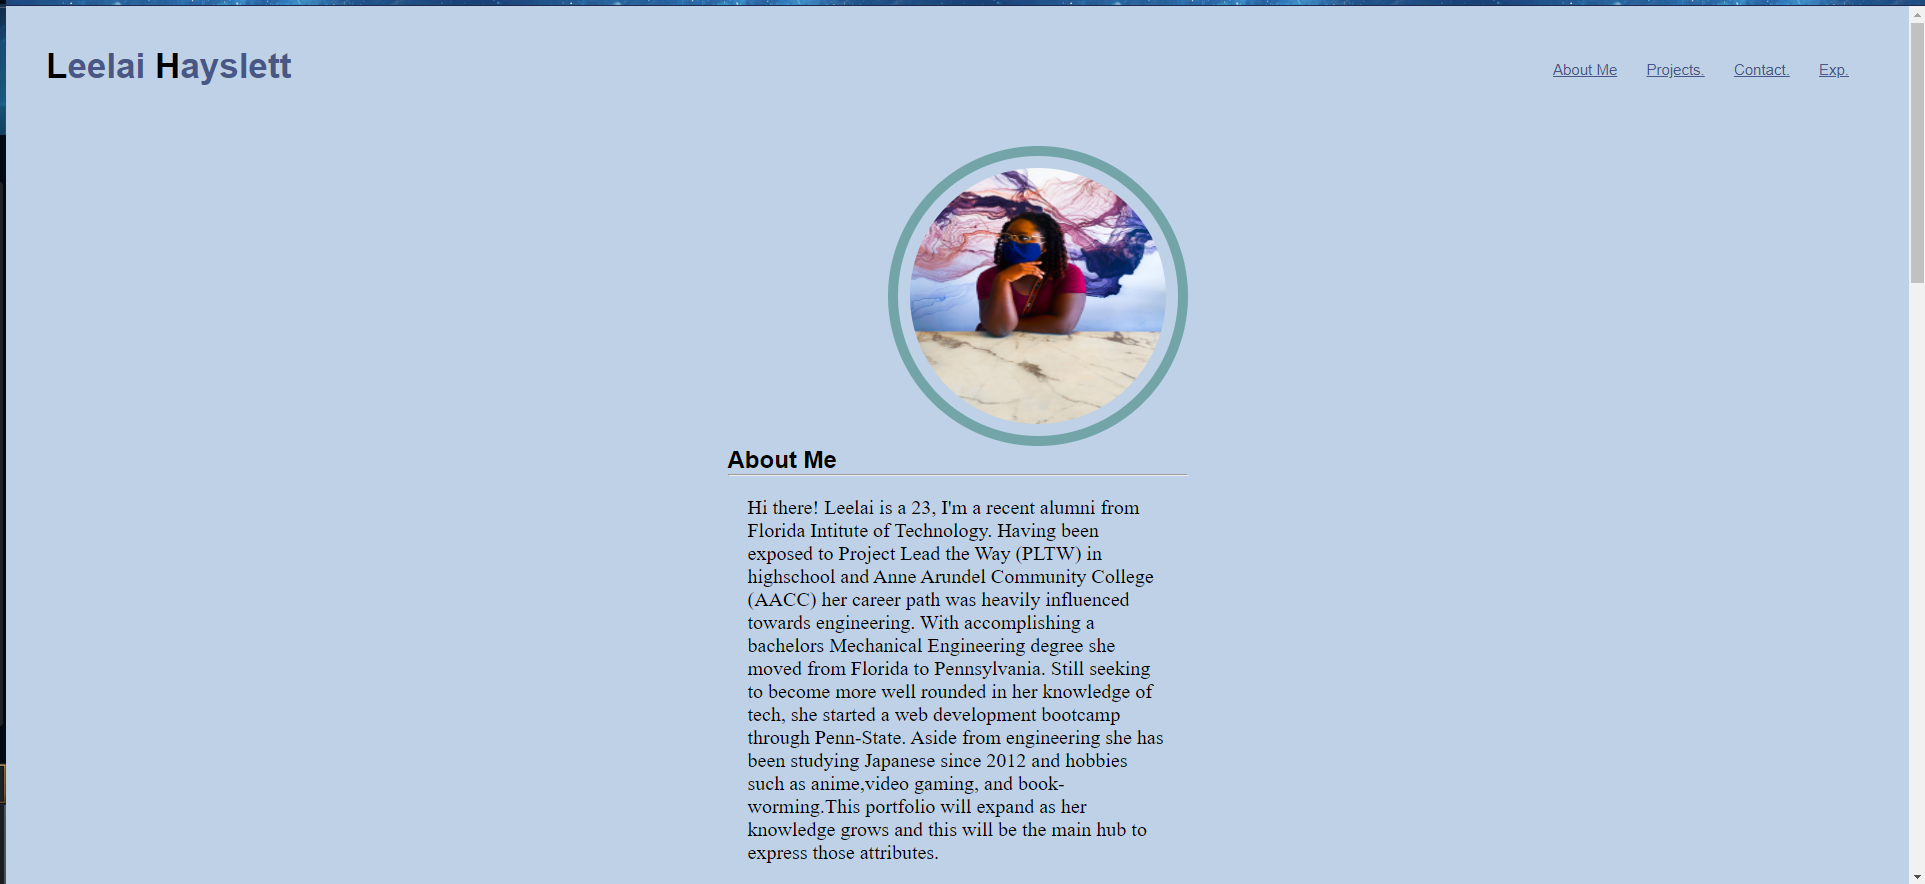 Leelai Hayslett
About Me Projects. Contact. Exp.
About Me
Hi there! Leelai is a 23, I'm a recent alumni from
Florida Intitute of Technology. Having been
exposed to Project Lead the Way (PLTW) in
highschool and Anne Arundel Community College
(AACC) her career path was heavily influenced
towards engineering. With accomplishing a
bachelors Mechanical Engineering degree she
moved from Florida to Pennsylvania. Still seeking
to become more well rounded in her knowledge of
tech, she started a web development bootcamp
through Penn-State. Aside from engineering she has
been studying Japanese since 2012 and hobbies
such as anime,video gaming, and book-
worming.This portfolio will expand as her
knowledge grows and this will be the main hub to
express those attributes.